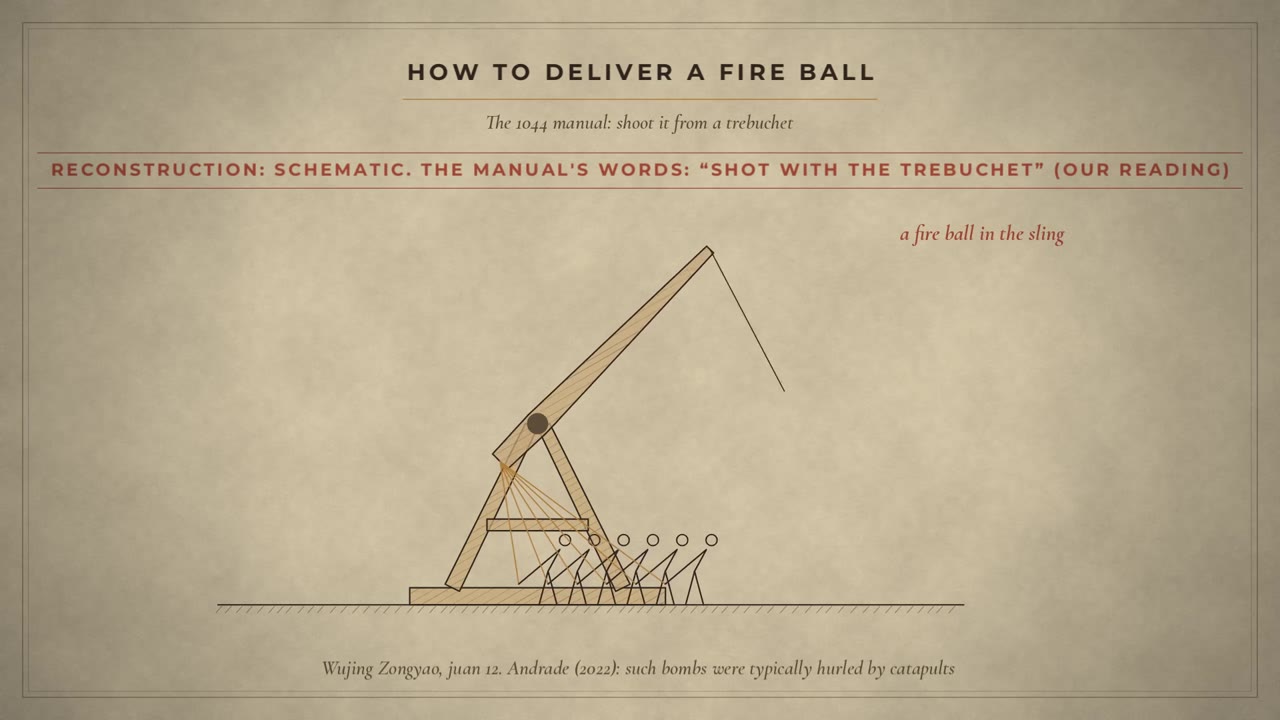 HOW TO DELIVER A FIRE BALL
The 1044 manual: shoot it from a trebuchet
RECONSTRUCTION: SCHEMATIC. THE MANUAL'S WORDS: “SHOT WITH THE TREBUCHET” (OUR READING)
a fire ball in the sling
Wujing Zongyao, juan 12. Andrade (2022): such bombs were typically hurled by catapults